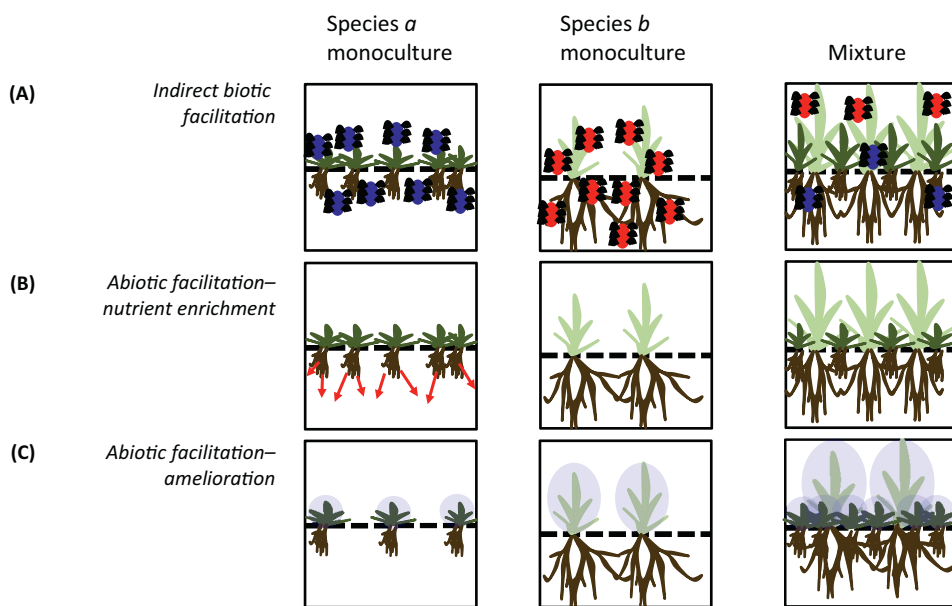 Species a
monoculture
Species b
monoculture
Mixture
(A)
Indirect biotic
facilitation
(B)
Abiotic facilitation–
nutrient enrichment
(C)
Abiotic facilitation–
amelioration